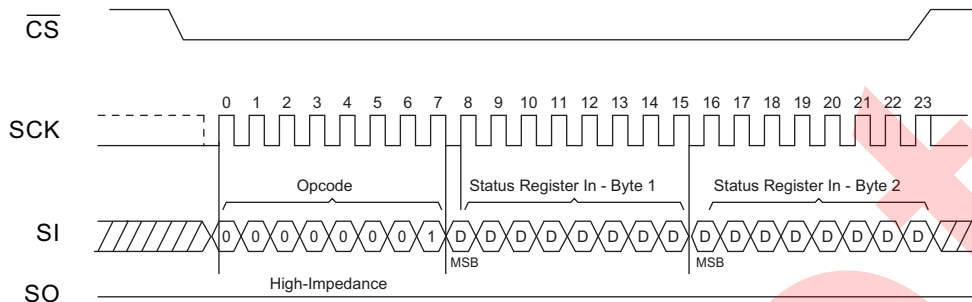 CS
0 1 2 3 4 5 6 7 8 9 10 11 12 13 14 15 16 17 18 19 20 21 22 23
SCK
Opcode Status Register In - Byte 1 Status Register In - Byte 2
SI 0 0 0 0 0 0 0 1 D D D D D D D D D D D D D D D D
MSB MSB
High-Impedance
SO